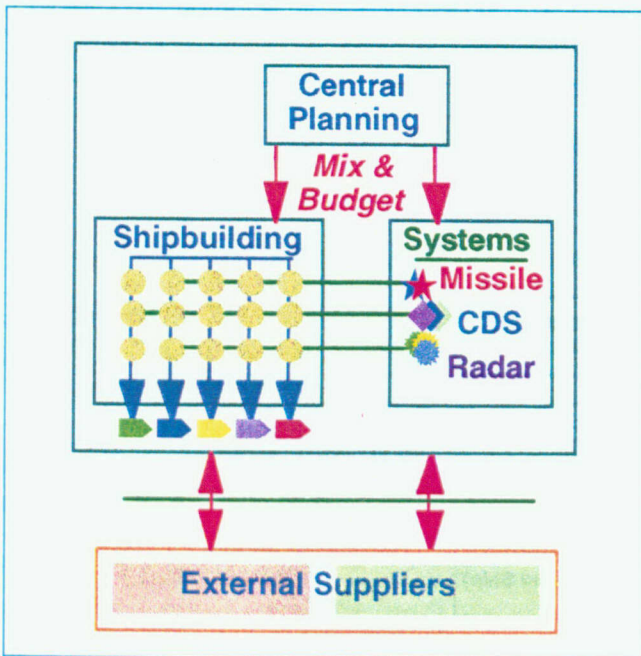 Central
Planning
Mix &
Budget
Shipbuilding
Systems
Missile
CDS
Radar
External Suppliers